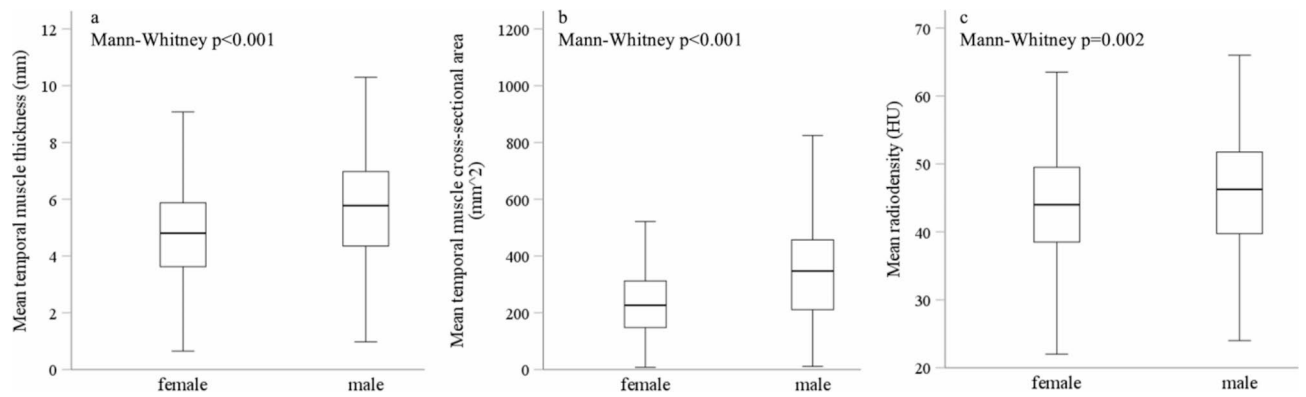 a
Mann-Whitney p<0.001
Mean temporal muscle thickness (mm)
12
10
8
6
4
2
0
female
male
b
Mann-Whitney p<0.001
Mean temporal muscle cross-sectional area
(mm^2)
1200
1000
800
600
400
200
0
female
male
c
Mann-Whitney p=0.002
Mean radiodensity (HU)
70
60
50
40
30
20
female
male